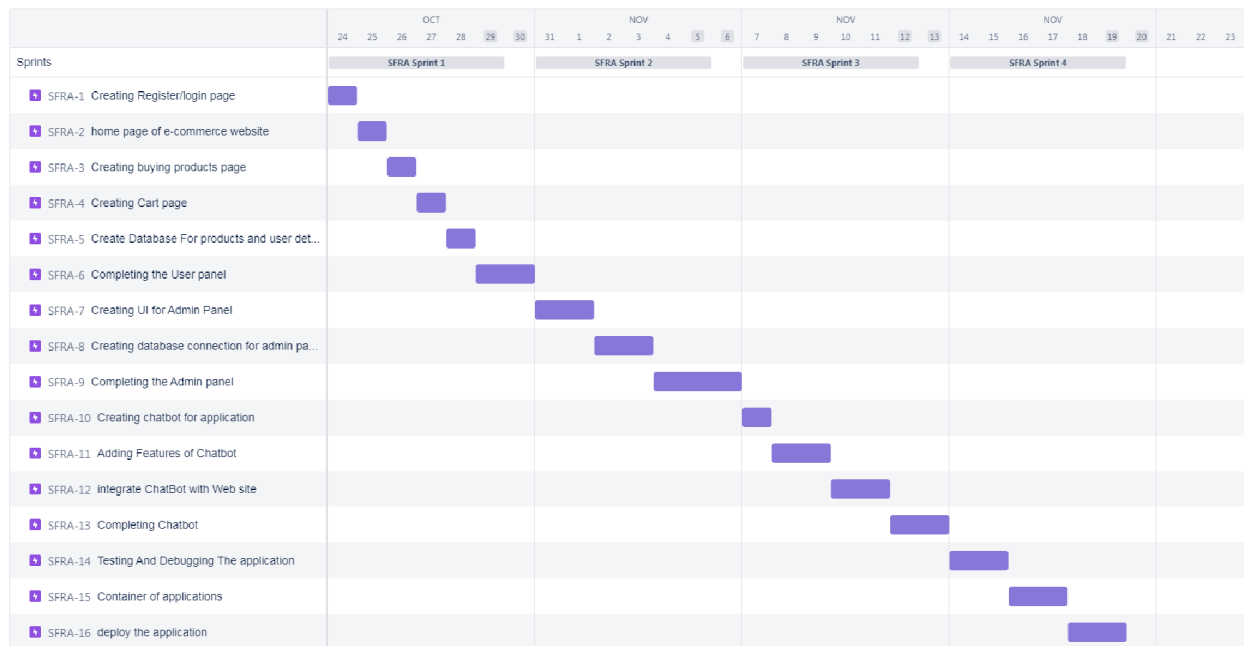 OCT NOV NOV NOV
24 25 26 27 28 29 30 31 1 2 3 4 5 6 7 8 9 10 11 12 13 14 15 16 17 18 19 20 21 22 23
Sprints SFRA Sprint 1 SFRA Sprint 2 SFRA Sprint 3 SFRA Sprint 4
SFRA-1 Creating Register/login page
SFRA-2 home page of e-commerce website
SFRA-3 Creating buying products page
SFRA-4 Creating Cart page
SFRA-5 Create Database For products and user det...
SFRA-6 Completing the User panel
SFRA-7 Creating UI for Admin Panel
SFRA-8 Creating database connection for admin pa...
SFRA-9 Completing the Admin panel
SFRA-10 Creating chatbot for application
SFRA-11 Adding Features of Chatbot
SFRA-12 integrate ChatBot with Web site
SFRA-13 Completing Chatbot
SFRA-14 Testing And Debugging The application
SFRA-15 Container of applications
SFRA-16 deploy the application